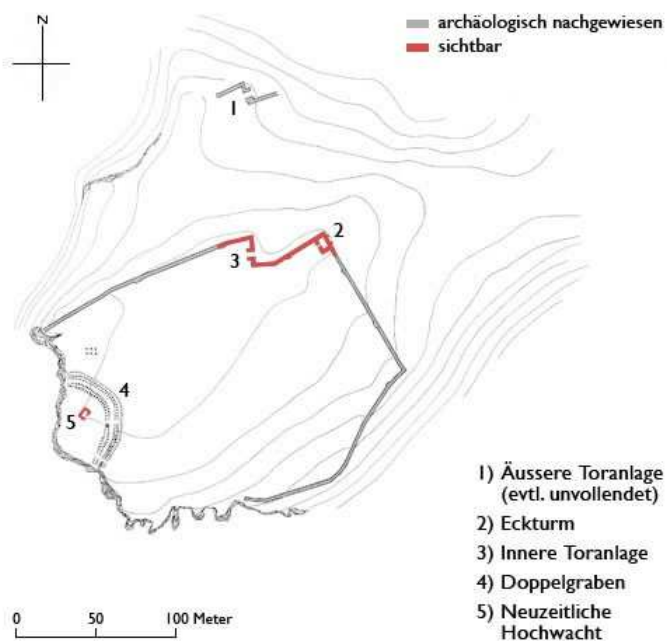 N
archäologisch nachgewiesen
sichtbar
1
2
3
4
5
1) Äussere Toranlage
(evtl. unvollendet)
2) Eckturm
3) Innere Toranlage
4) Doppelgraben
5) Neuzeitliche
Hochwacht
0 50 100 Meter